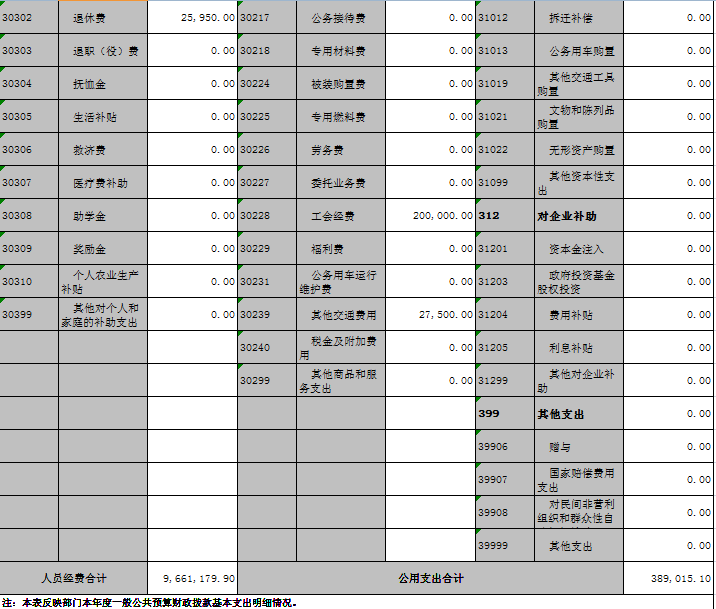 30302 退休费 25,950.00 30217 公务接待费 0.00 31012 拆迁补偿 0.00
30303 退职（役）费 0.00 30218 专用材料费 0.00 31013 公务用车购置 0.00
30304 抚恤金 0.00 30224 被装购置费 0.00 31019 其他交通工具
购置 0.00
30305 生活补贴 0.00 30225 专用燃料费 0.00 31021 文物和陈列品
购置 0.00
30306 救济费 0.00 30226 劳务费 0.00 31022 无形资产购置 0.00
30307 医疗费补助 0.00 30227 委托业务费 0.00 31099 其他资本性支
出 0.00
30308 助学金 0.00 30228 工会经费 200,000.00 312 对企业补助 0.00
30309 奖励金 0.00 30229 福利费 0.00 31201 资本金注入 0.00
30310 个人农业生产
补贴 0.00 30231 公务用车运行
维护费 0.00 31203 政府投资基金
股权投资 0.00
30399 其他对个人和
家庭的补助支出 0.00 30239 其他交通费用 27,500.00 31204 费用补贴 0.00
30240 税金及附加费
用 0.00 31205 利息补贴 0.00
30299 其他商品和服
务支出 0.00 31299 其他对企业补
助 0.00
399 其他支出 0.00
39906 赠与 0.00
39907 国家赔偿费用
支出 0.00
39908 对民间非营利
组织和群众性自 0.00
39999 其他支出 0.00
人员经费合计 9,661,179.90 公用支出合计 389,015.10
注：本表反映部门本年度一般公共预算财政拨款基本支出明细情况。